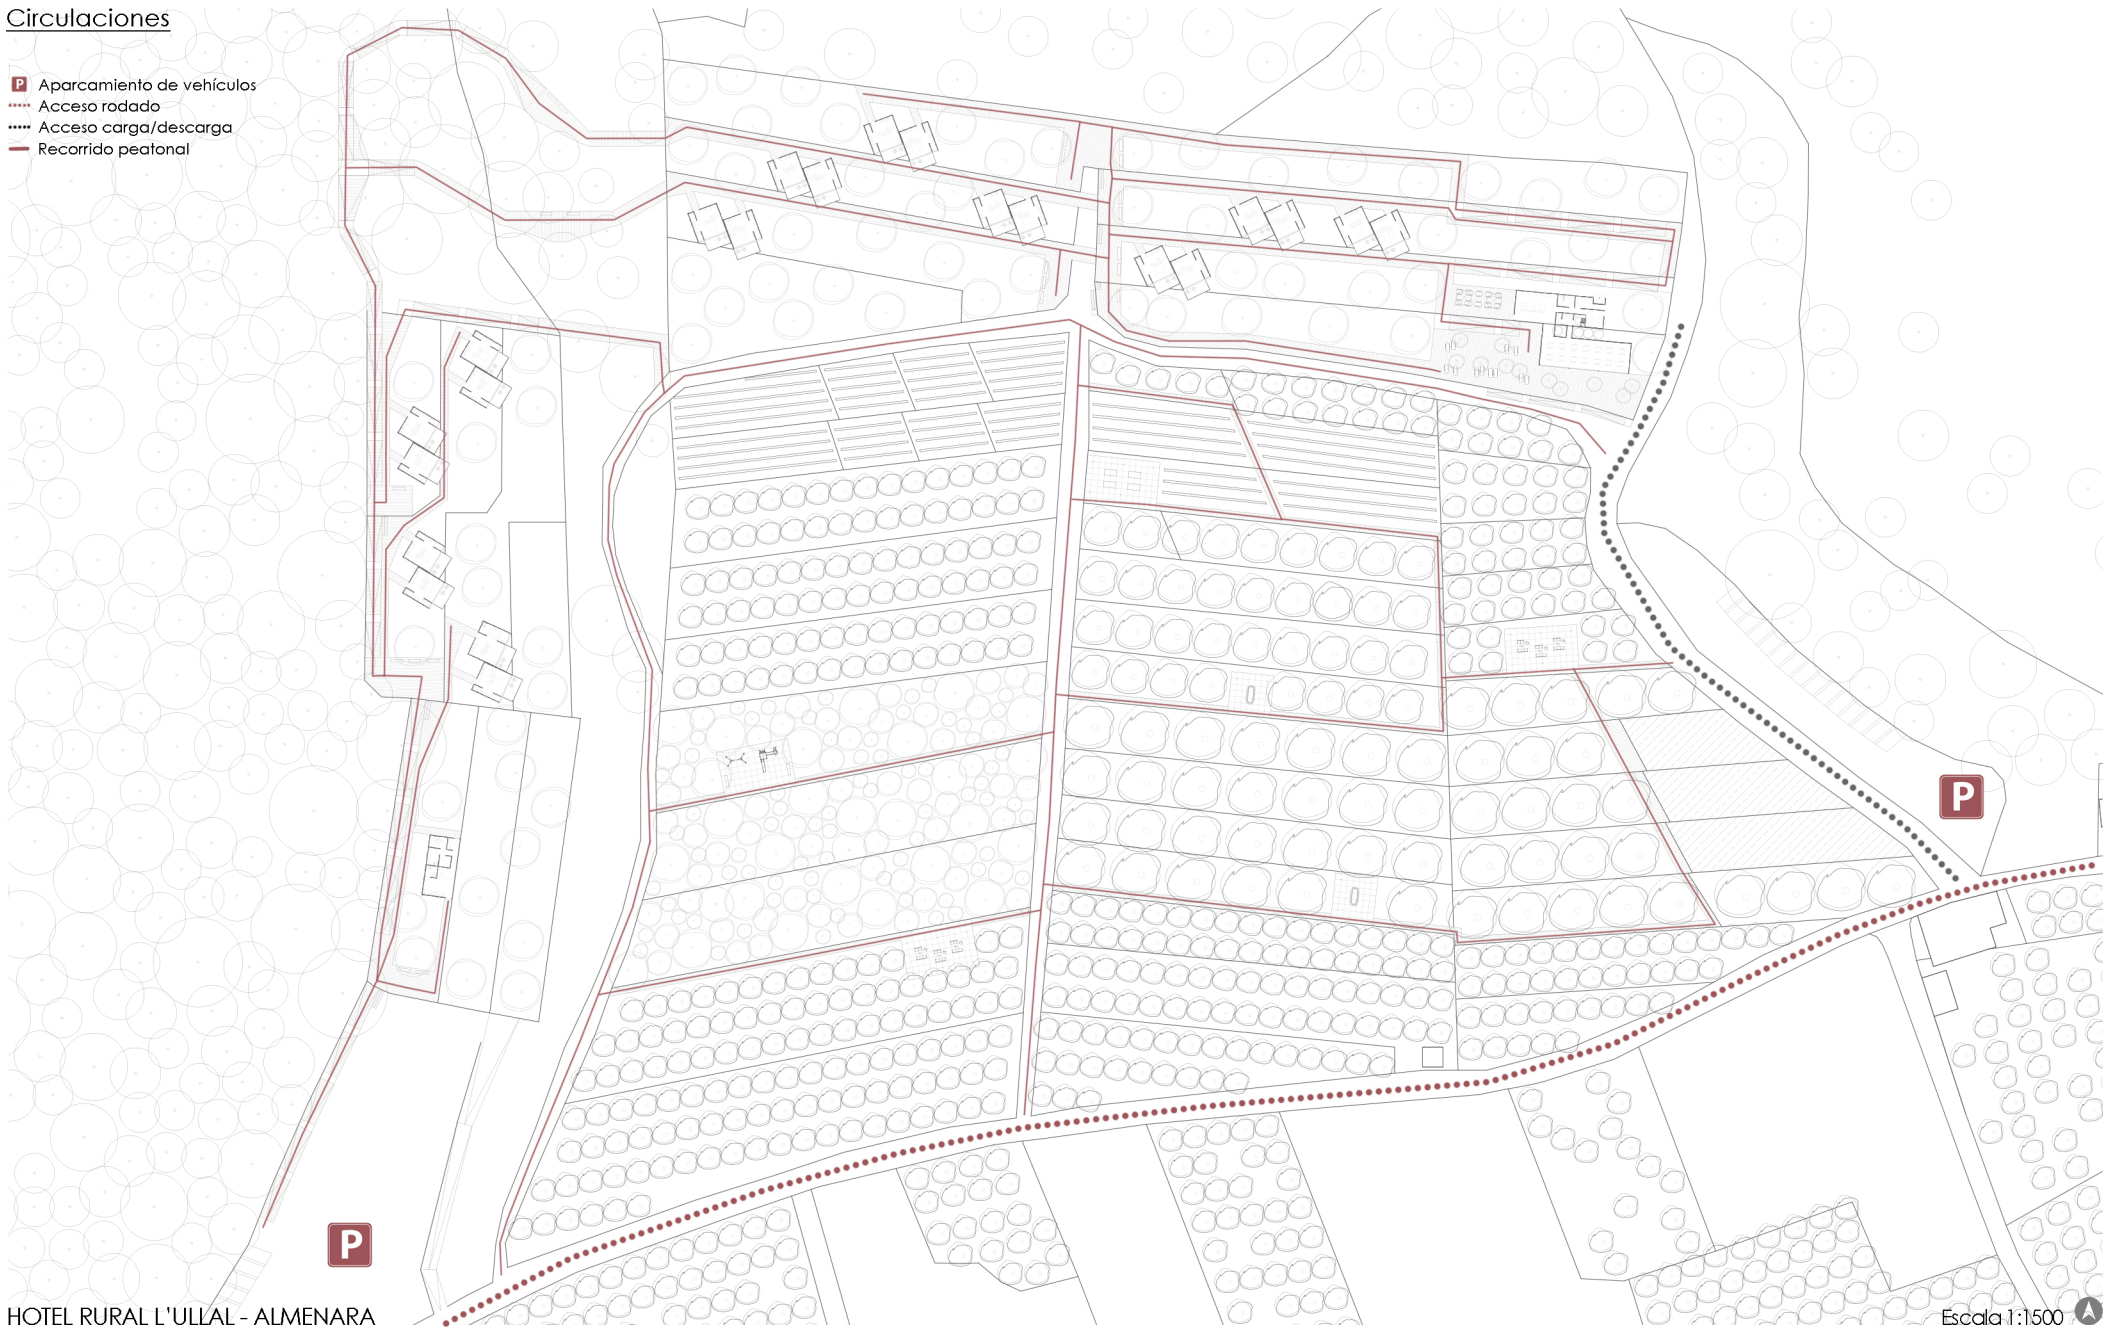 Circulaciones
P Aparcamiento de vehículos
Acceso rodado
Acceso carga/descarga
Recorrido peatonal
P
P
HOTEL RURAL L'ULLAL - ALMENARA
Escala 1:1500